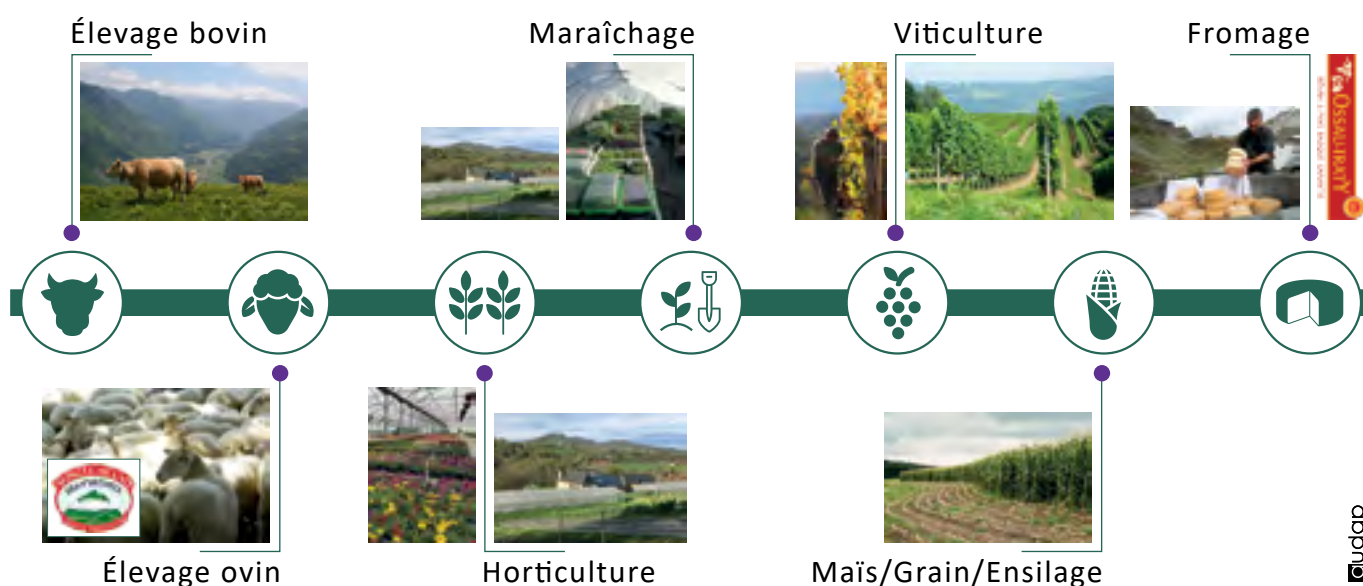 Élevage bovin
Maraîchage
Viticulture
Fromage
OSSAU-IRATY
Élevage ovin
Horticulture
Maïs/Grain/Ensilage
audap